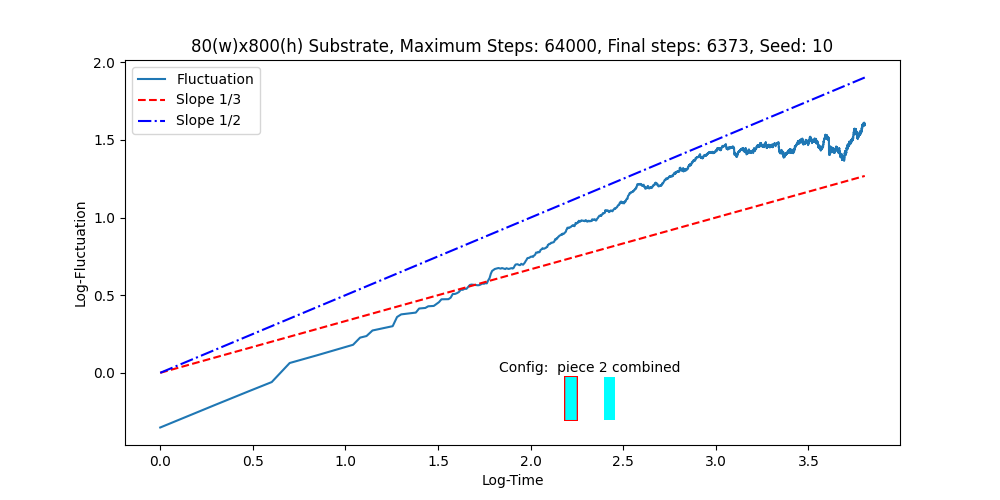 80(w)x800(h) Substrate, Maximum Steps: 64000, Final steps: 6373, Seed: 10
2.0
1.5
1.0
0.5
0.0
Log-Fluctuation
Fluctuation
Slope 1/3
Slope 1/2
Config: piece 2 combined
0.0 0.5 1.0 1.5 2.0 2.5 3.0 3.5
Log-Time